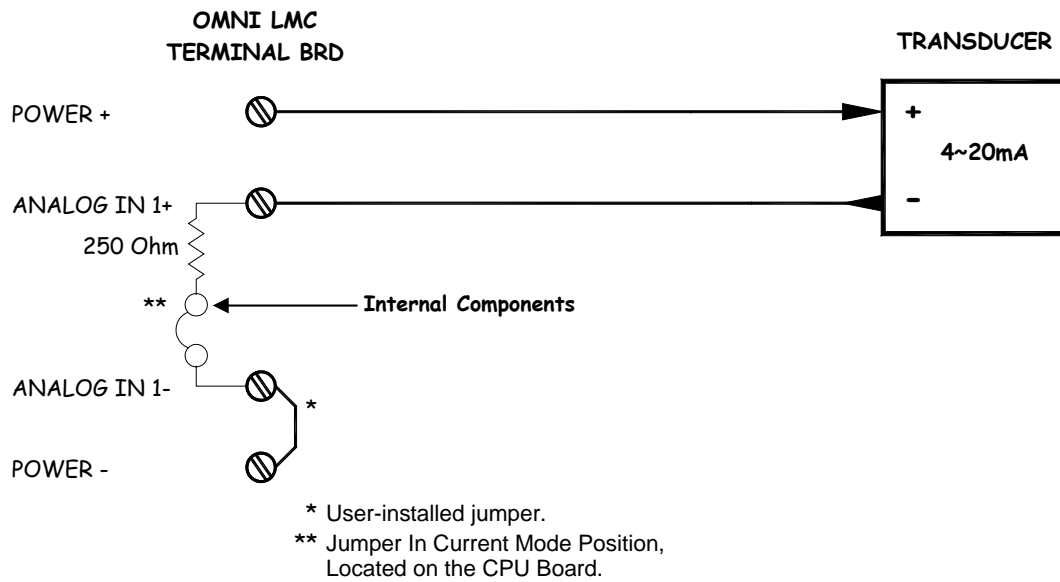 OMNI LMC
TERMINAL BRD
TRANSDUCER
POWER +
+
4~20mA
ANALOG IN 1+
-
250 Ohm
**
Internal Components
ANALOG IN 1-
*
POWER -
* User-installed jumper.
** Jumper In Current Mode Position,
Located on the CPU Board.